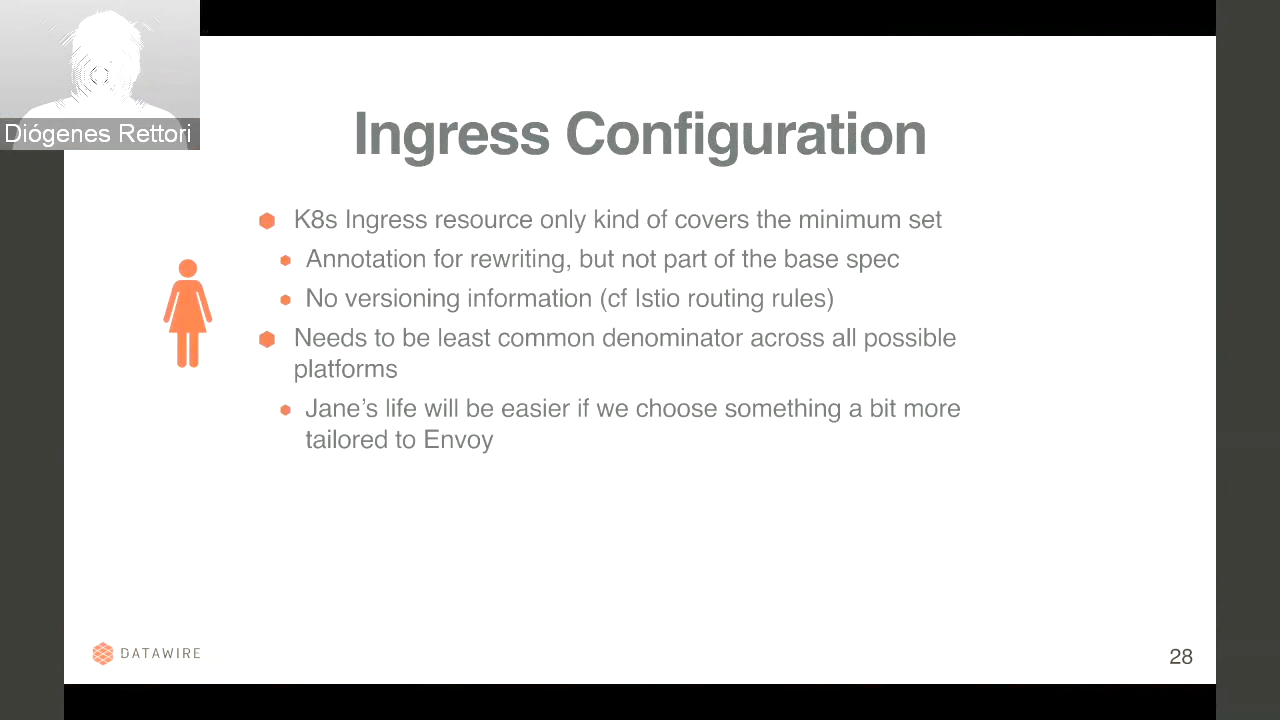 Diógenes Rettori
Ingress Configuration
K8s Ingress resource only kind of covers the minimum set
Annotation for rewriting, but not part of the base spec
No versioning information (cf Istio routing rules)
Needs to be least common denominator across all possible
platforms
Jane’s life will be easier if we choose something a bit more
tailored to Envoy
DATAWIRE
28